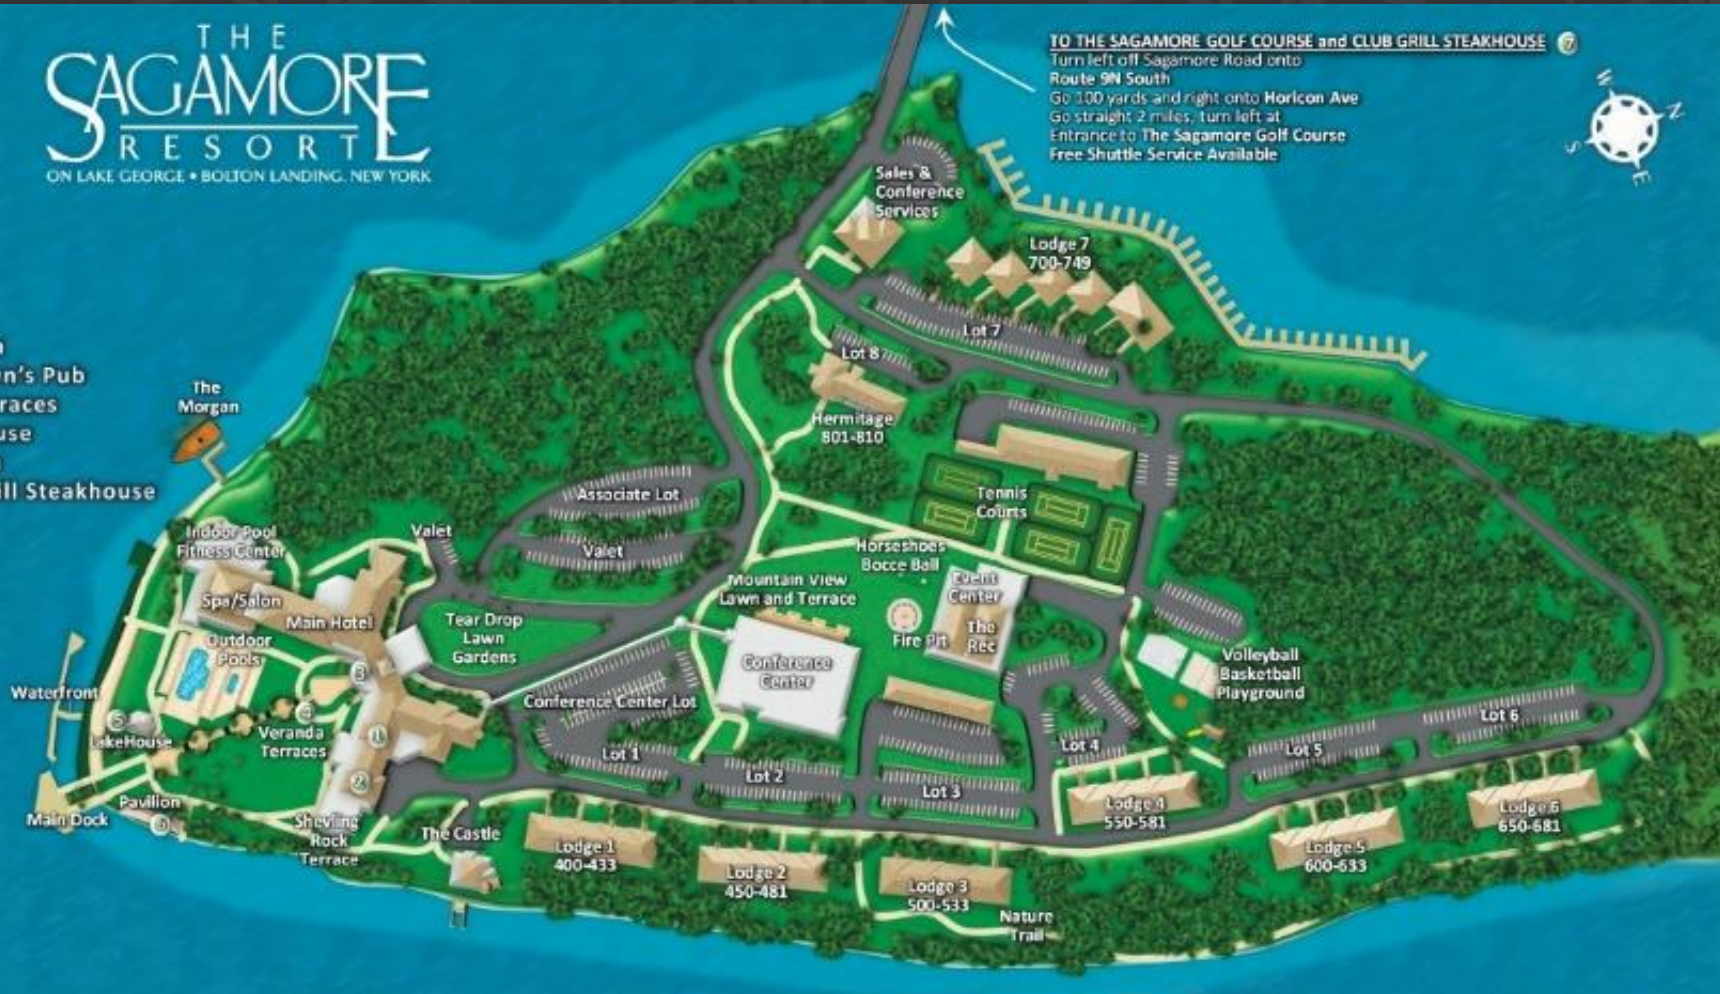 THE
SAGAMORE
RESORT
ON LAKE GEORGE • BOLTON LANDING, NEW YORK
TO THE SAGAMORE GOLF COURSE and CLUB GRILL STEAKHOUSE 7
Turn left off Sagamore Road onto
Route 9N South
Go 100 yards and right onto Horicon Ave
Go straight 2 miles, turn left at
Entrance to The Sagamore Golf Course
Free Shuttle Service Available
W
N
S
E
Sales &
Conference
Services
Lodge 7
700-749
Lot 7
Lot 8
Hermitage
801-810
n's Pub
races
use
ill Steakhouse
The
Morgan
Associate Lot
Valet
Valet
Tennis
Courts
Horseshoes
Bocce Ball
Indoor Pool
Fitness Center
Spa/Salon
Main Hotel
Outdoor
Pools
Tear Drop
Lawn
Gardens
Mountain View
Lawn and Terrace
Event
Center
The
Rec
Fire Pit
Conference
Center
Volleyball
Basketball
Playground
Waterfront
5
LakeHouse
3
4
Veranda
Terraces
1
2
Conference Center Lot
Lot 1
Lot 2
Lot 3
Lot 4
Lot 5
Lot 6
Main Dock
Pavilion
6
Shelving
Rock
Terrace
The Castle
Lodge 1
400-433
Lodge 2
450-481
Lodge 3
500-533
Lodge 4
550-581
Lodge 5
600-633
Lodge 6
650-681
Nature
Trail